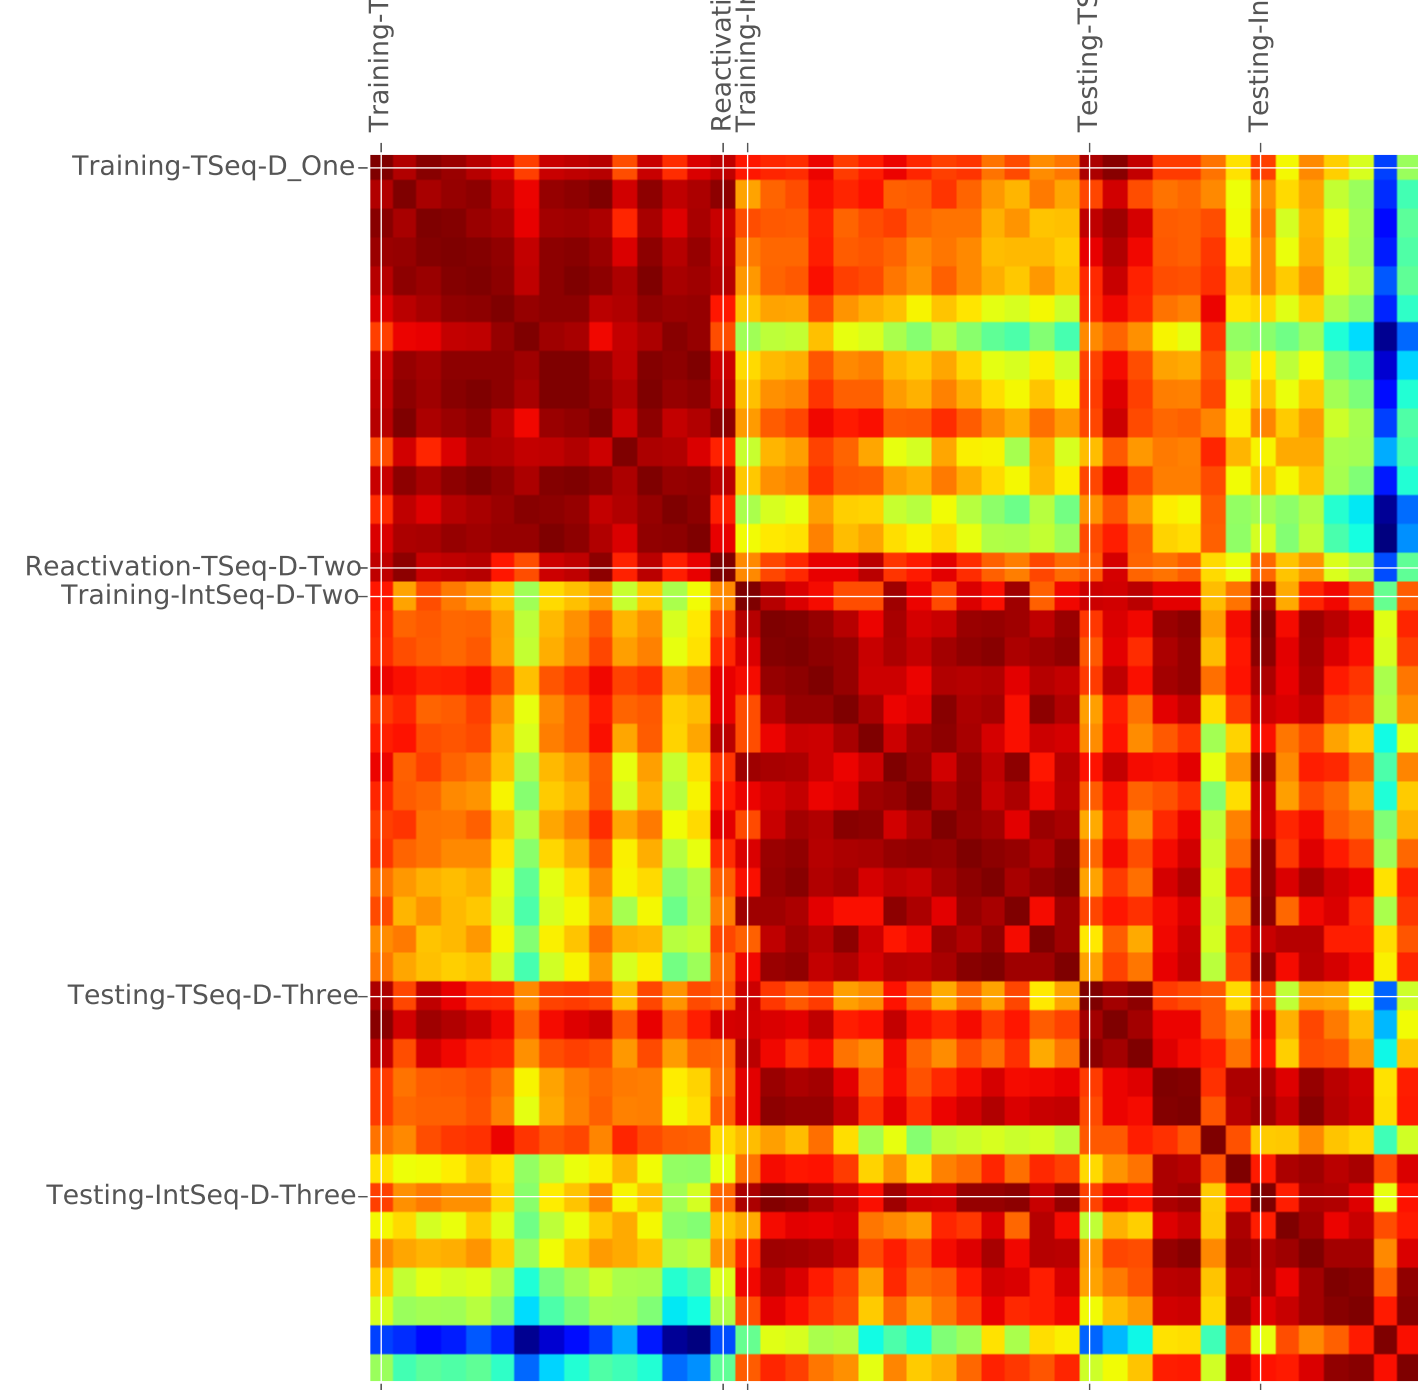 Training-T
Reactivati
Training-I
Testing-TS
Testing-In
Training-TSeq-D_One
Reactivation-TSeq-D-Two
Training-IntSeq-D-Two
Testing-TSeq-D-Three
Testing-IntSeq-D-Three